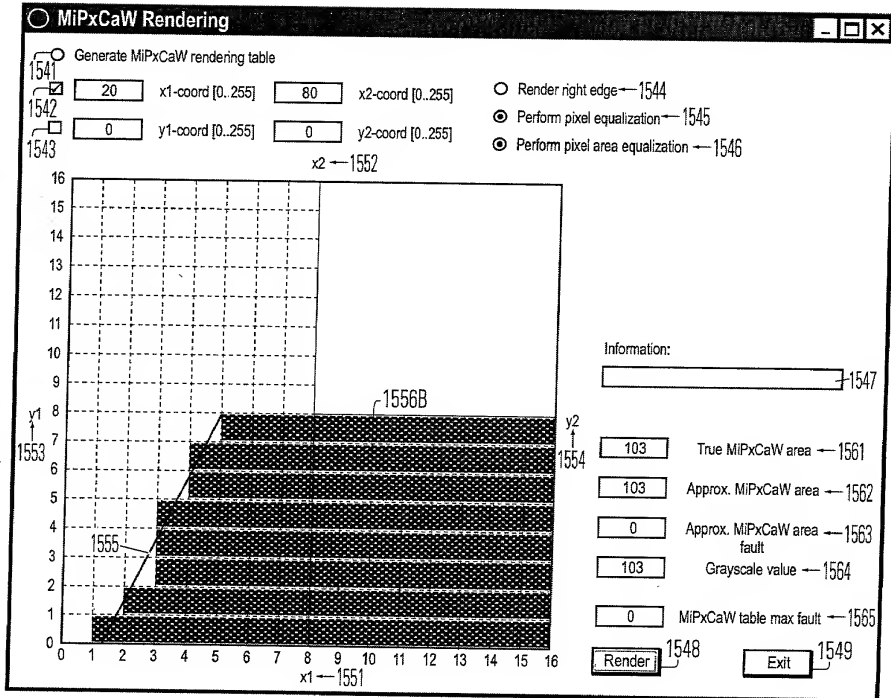 MiPxCaW Rendering
Generate MiPxCaW rendering table
1541
20 x1-coord [0..255] 80 x2-coord [0..255]
1542
0 y1-coord [0..255] 0 y2-coord [0..255]
1543
Render right edge 1544
Perform pixel equalization 1545
Perform pixel area equalization 1546
x2 1552
16
15
14
13
12
11
10
9
8
7
6
5
4
3
2
1
0
y1
1553
1555
1556B
y2
1554
0 1 2 3 4 5 6 7 8 9 10 11 12 13 14 15 16
x1 1551
Information:
1547
103 True MiPxCaW area 1561
103 Approx. MiPxCaW area 1562
0 Approx. MiPxCaW area fault 1563
103 Grayscale value 1564
0 MiPxCaW table max fault 1565
Render 1548
Exit 1549